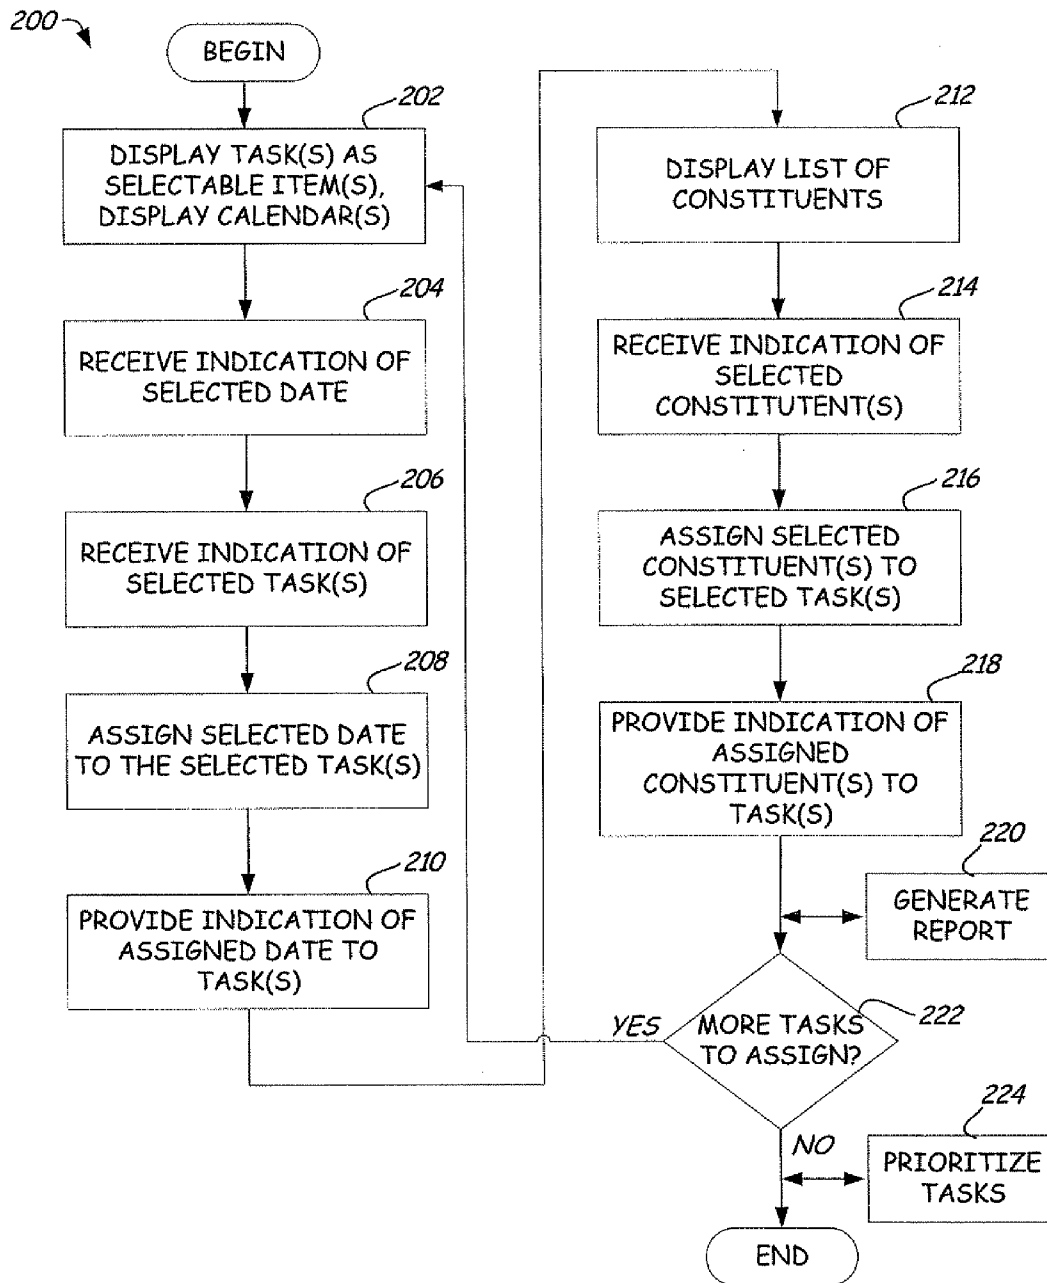 200
BEGIN
202
DISPLAY TASK(S) AS
SELECTABLE ITEM(S),
DISPLAY CALENDAR(S)
204
RECEIVE INDICATION OF
SELECTED DATE
206
RECEIVE INDICATION OF
SELECTED TASK(S)
208
ASSIGN SELECTED DATE
TO THE SELECTED TASK(S)
210
PROVIDE INDICATION OF
ASSIGNED DATE TO
TASK(S)
212
DISPLAY LIST OF
CONSTITUENTS
214
RECEIVE INDICATION OF
SELECTED
CONSTITUTENT(S)
216
ASSIGN SELECTED
CONSTITUENT(S) TO
SELECTED TASK(S)
218
PROVIDE INDICATION OF
ASSIGNED
CONSTITUENT(S) TO
TASK(S)
220
GENERATE
REPORT
YES
MORE TASKS
TO ASSIGN?
222
224
NO
PRIORITIZE
TASKS
END